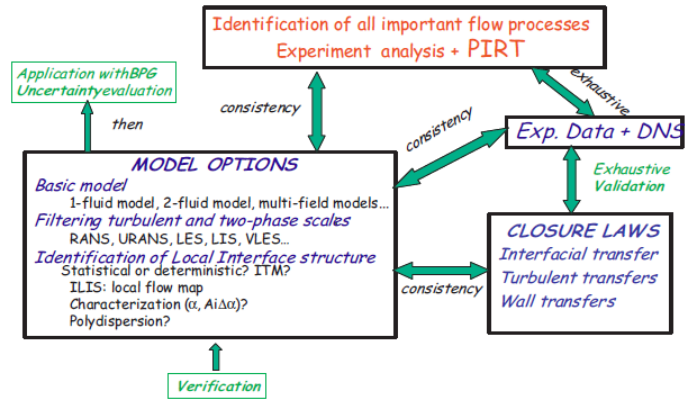 Identification of all important flow processes
Experiment analysis + PIRT
Application withBPG
Uncertainty evaluation
then
consistency
exhaustive
consistency
Exp. Data + DNS
Exhaustive
Validation
MODEL OPTIONS
Basic model
1-fluid model, 2-fluid model, multi-field models...
Filtering turbulent and two-phase scales
RANS, URANS, LES, LIS, VLES...
Identification of Local Interface structure
Statistical or deterministic? ITM?
ILIS: local flow map
Characterization (α, AiΔα)?
Polydispersion?
consistency
CLOSURE LAWS
Interfacial transfer
Turbulent transfers
Wall transfers
Verification